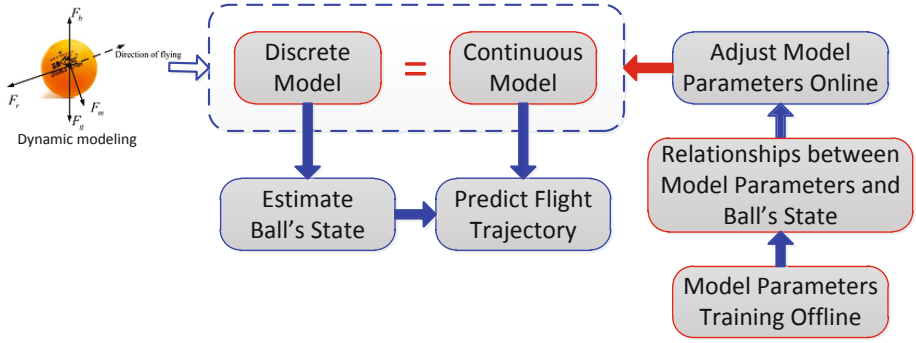 F_b
Direction of flying
F_r
F_m
F_g
Dynamic modeling
Discrete
Model
=
Continuous
Model
Adjust Model
Parameters Online
Estimate
Ball's State
Predict Flight
Trajectory
Relationships between
Model Parameters and
Ball's State
Model Parameters
Training Offline